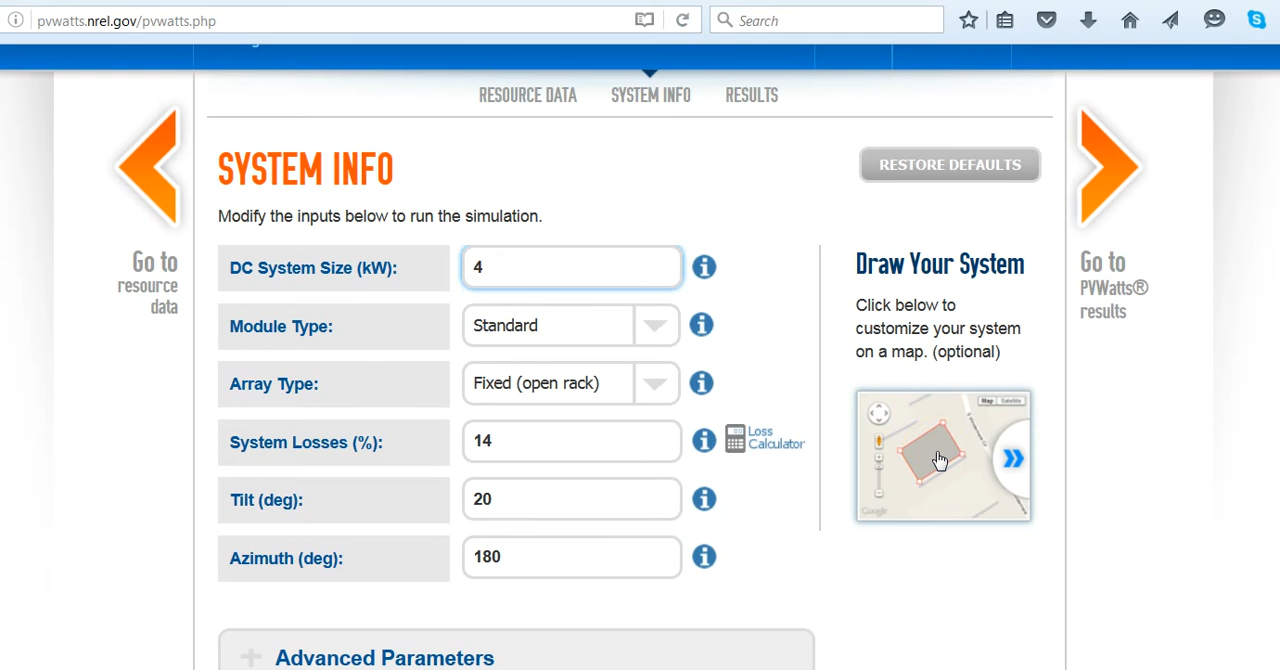 pvwatts.nrel.gov/pvwatts.php
Search
RESOURCE DATA
SYSTEM INFO
RESULTS
SYSTEM INFO
RESTORE DEFAULTS
Modify the inputs below to run the simulation.
Go to
resource
data
DC System Size (kW):
4
Module Type:
Standard
Array Type:
Fixed (open rack)
System Losses (%):
14
Loss
Calculator
Tilt (deg):
20
Azimuth (deg):
180
Draw Your System
Click below to
customize your system
on a map. (optional)
Map
Satellite
Google
Go to
PVWatts®
results
Advanced Parameters